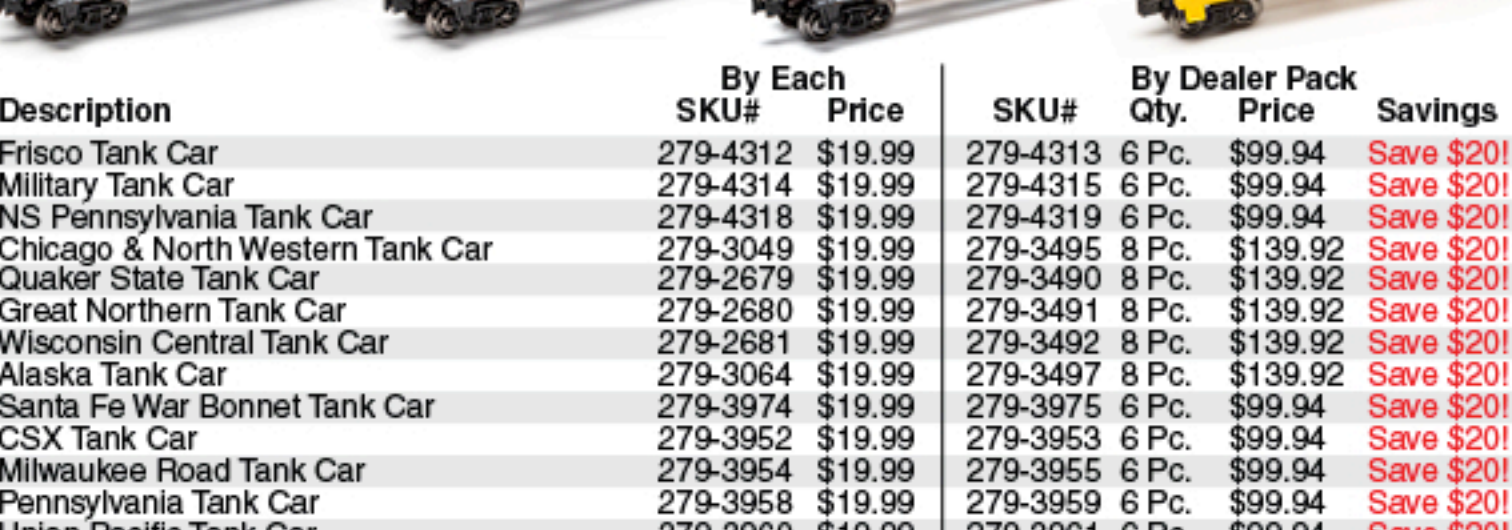 By Each By Dealer Pack
Description SKU# Price SKU# Qty. Price Savings
Frisco Tank Car 279-4312 $19.99 279-4313 6 Pc. $99.94 Save $20!
Military Tank Car 279-4314 $19.99 279-4315 6 Pc. $99.94 Save $20!
NS Pennsylvania Tank Car 279-4318 $19.99 279-4319 6 Pc. $99.94 Save $20!
Chicago & North Western Tank Car 279-3049 $19.99 279-3495 8 Pc. $139.92 Save $20!
Quaker State Tank Car 279-2679 $19.99 279-3490 8 Pc. $139.92 Save $20!
Great Northern Tank Car 279-2680 $19.99 279-3491 8 Pc. $139.92 Save $20!
Wisconsin Central Tank Car 279-2681 $19.99 279-3492 8 Pc. $139.92 Save $20!
Alaska Tank Car 279-3064 $19.99 279-3497 8 Pc. $139.92 Save $20!
Santa Fe War Bonnet Tank Car 279-3974 $19.99 279-3975 6 Pc. $99.94 Save $20!
CSX Tank Car 279-3952 $19.99 279-3953 6 Pc. $99.94 Save $20!
Milwaukee Road Tank Car 279-3954 $19.99 279-3955 6 Pc. $99.94 Save $20!
Pennsylvania Tank Car 279-3958 $19.99 279-3959 6 Pc. $99.94 Save $20!